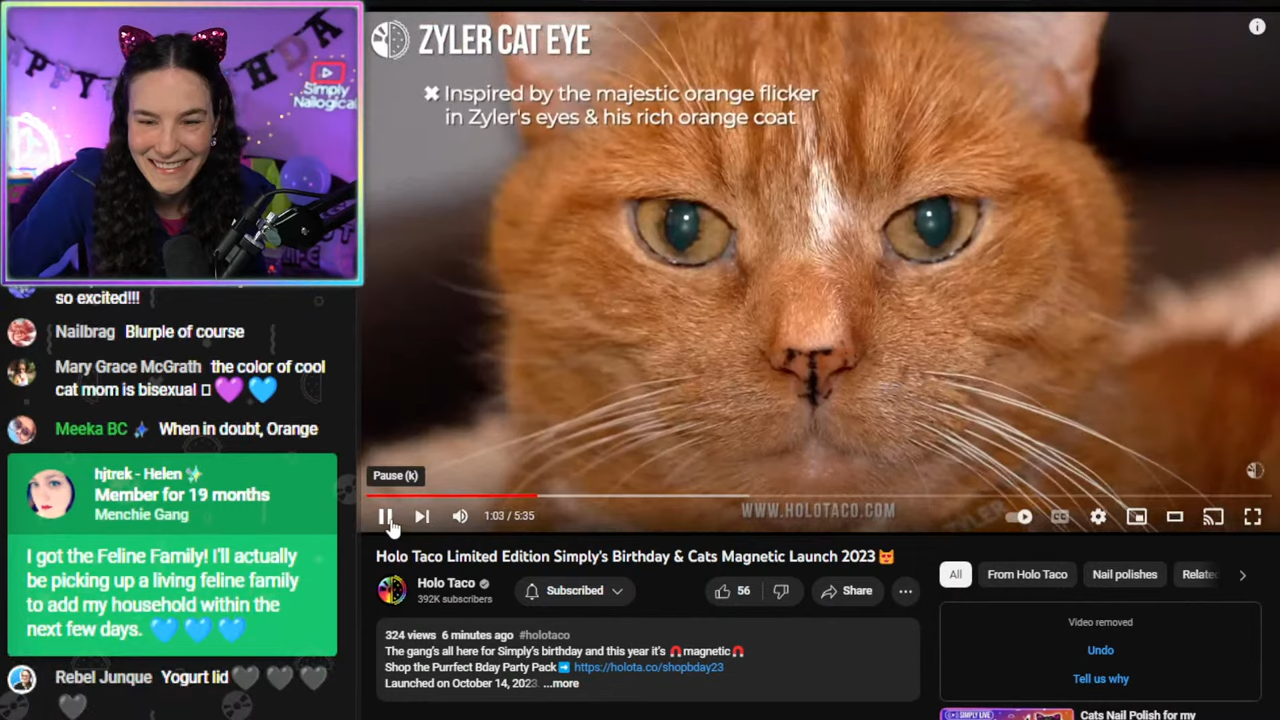 Simply
Nailogical
so excited!!!
Nailbrag Blurple of course
Mary Grace McGrath the color of cool
cat mom is bisexual
Meeka BC When in doubt, Orange
hjtrek - Helen
Member for 19 months
Menchie Gang
I got the Feline Family! I'll actually
be picking up a living feline family
to add my household within the
next few days.
Rebel Junque Yogurt lid
ZYLER CAT EYE
Inspired by the majestic orange flicker
in Zyler's eyes & his rich orange coat
Pause (k)
1:03 / 5:35
WWW.HOLOTACO.COM
Holo Taco Limited Edition Simply's Birthday & Cats Magnetic Launch 2023
Holo Taco
392K subscribers
Subscribed
56
Share
324 views 6 minutes ago #holotaco
The gang's all here for Simply's birthday and this year it's magnetic
Shop the Purrfect Bday Party Pack https://holota.co/shopbday23
Launched on October 14, 2023. ...more
All
From Holo Taco
Nail polishes
Video removed
Undo
Tell us why
SIMPLY LIVE
Cats Nail Polish for my